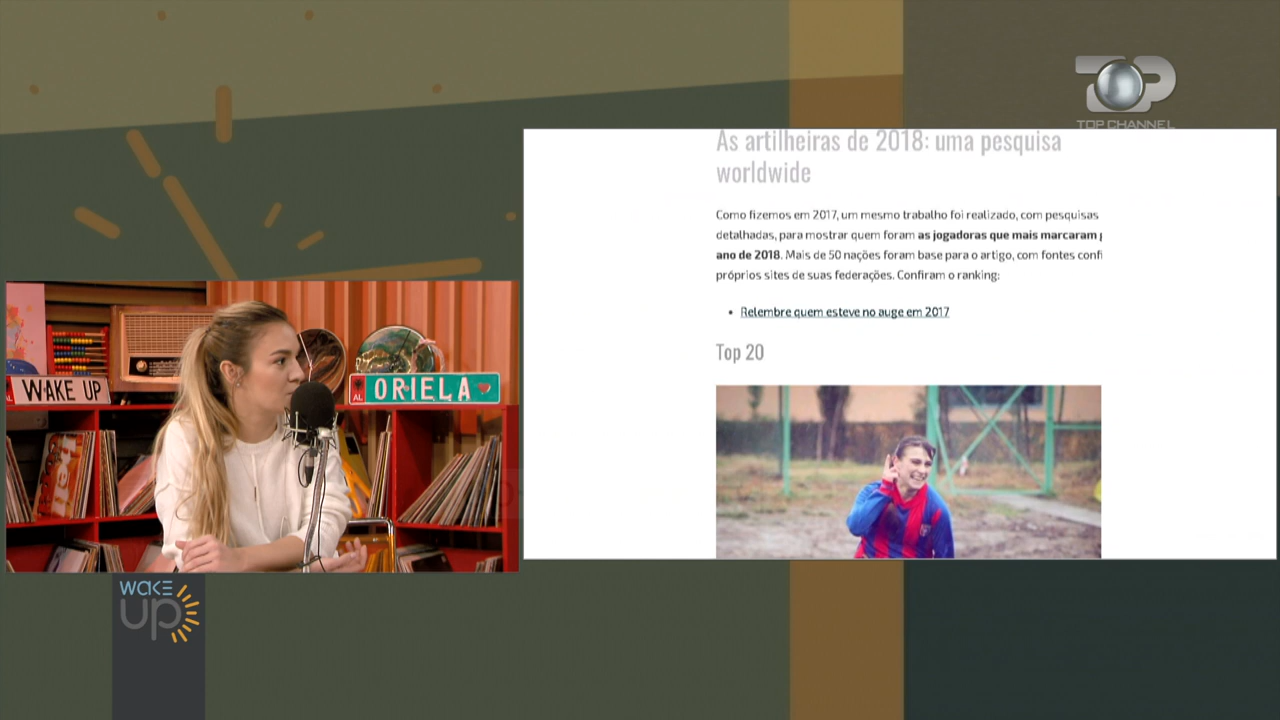 TOP CHANNEL
As artilheiras de 2018: uma pesquisa
worldwide
Como fizemos em 2017, um mesmo trabalho foi realizado, com pesquisas
detalhadas, para mostrar quem foram as jogadoras que mais marcaram
ano de 2018. Mais de 50 nações foram base para o artigo, com fontes confi
próprios sites de suas federações. Confiram o ranking:
• Relembre quem esteve no auge em 2017
Top 20
WAKE UP
AL ORIELA
WAKE
UP